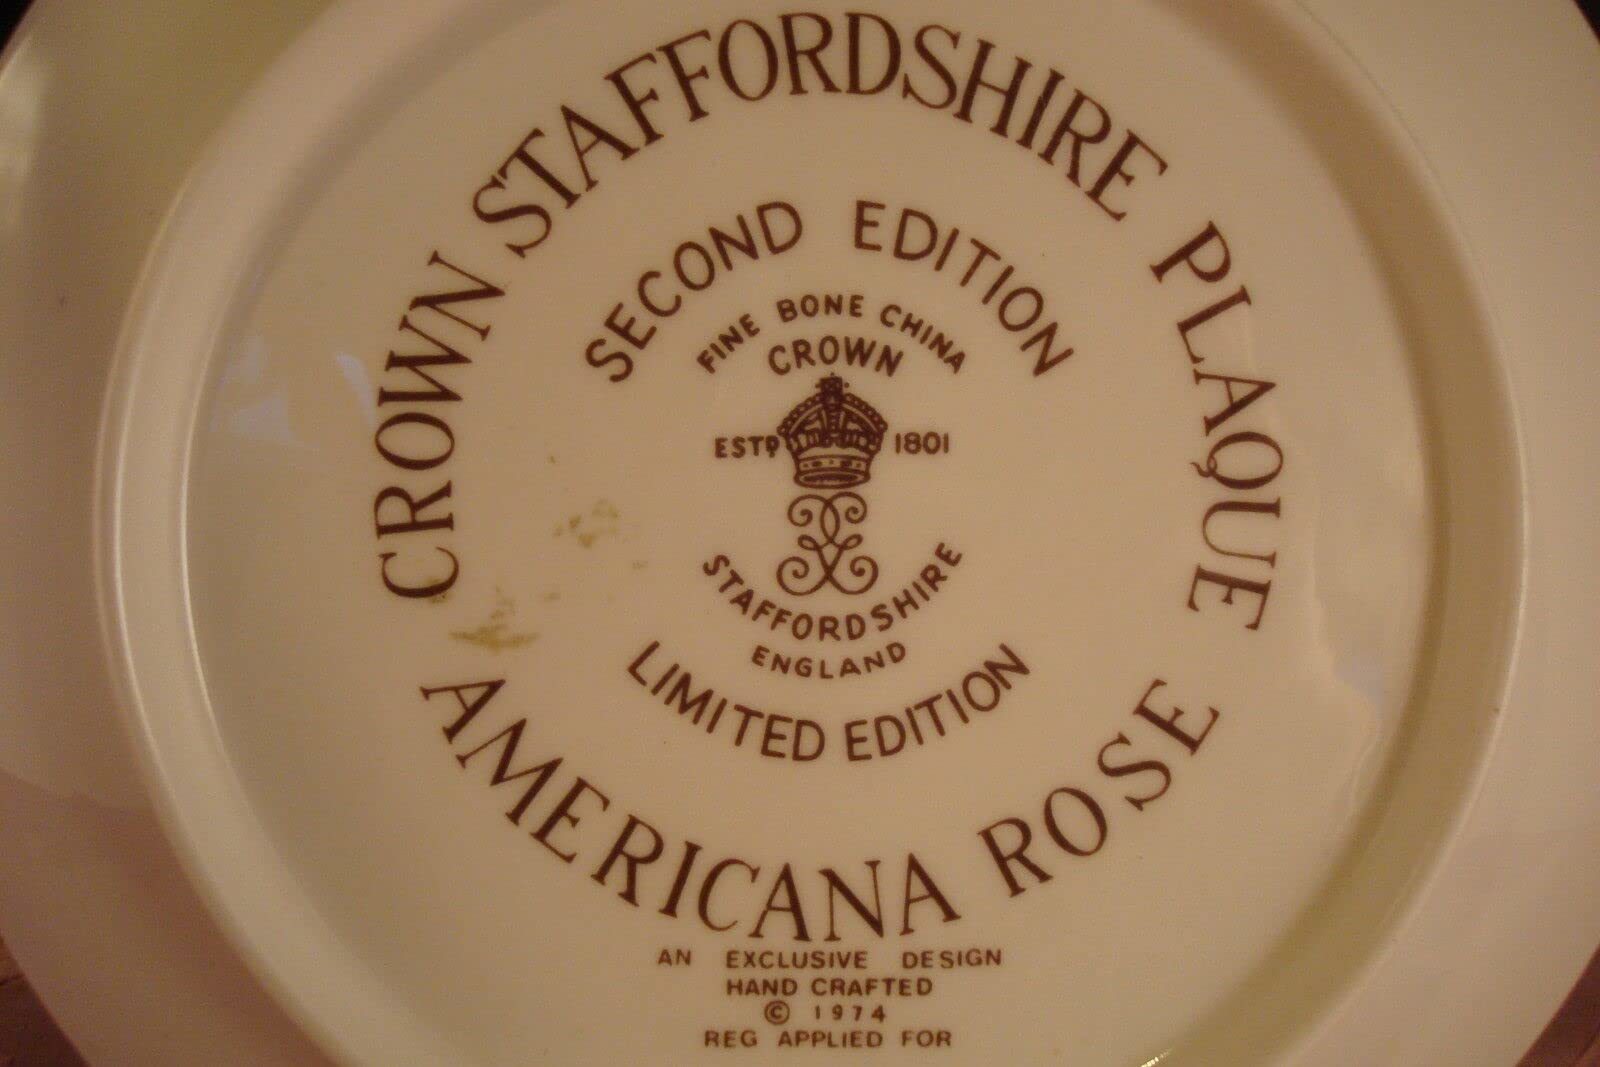 CROWN STAFFORDSHIRE PLAQUE
SECOND EDITION
FINE BONE CHINA
CROWN
ESTD 1801
STAFFORDSHIRE
ENGLAND
LIMITED EDITION
AMERICANA ROSE
AN EXCLUSIVE DESIGN
HAND CRAFTED
© 1974
REG APPLIED FOR